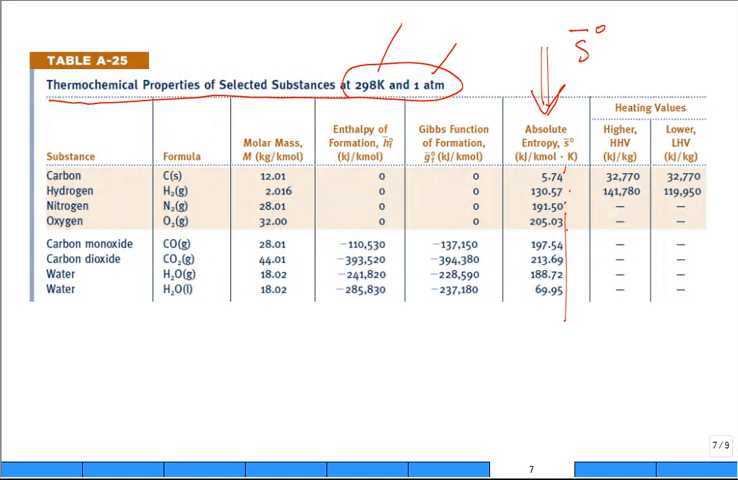 s̄°
TABLE A-25
Thermochemical Properties of Selected Substances at 298K and 1 atm
Heating Values
Substance Formula Molar Mass, M (kg/kmol) Enthalpy of Formation, h̄°f (kJ/kmol) Gibbs Function of Formation, ḡ°f (kJ/kmol) Absolute Entropy, s̄° (kJ/kmol · K) Higher, HHV (kJ/kg) Lower, LHV (kJ/kg)
Carbon C(s) 12.01 0 0 5.74 32,770 32,770
Hydrogen H₂(g) 2.016 0 0 130.57 141,780 119,950
Nitrogen N₂(g) 28.01 0 0 191.50 — —
Oxygen O₂(g) 32.00 0 0 205.03 — —
Carbon monoxide CO(g) 28.01 −110,530 −137,150 197.54 — —
Carbon dioxide CO₂(g) 44.01 −393,520 −394,380 213.69 — —
Water H₂O(g) 18.02 −241,820 −228,590 188.72 — —
Water H₂O(l) 18.02 −285,830 −237,180 69.95 — —
7 / 9
7